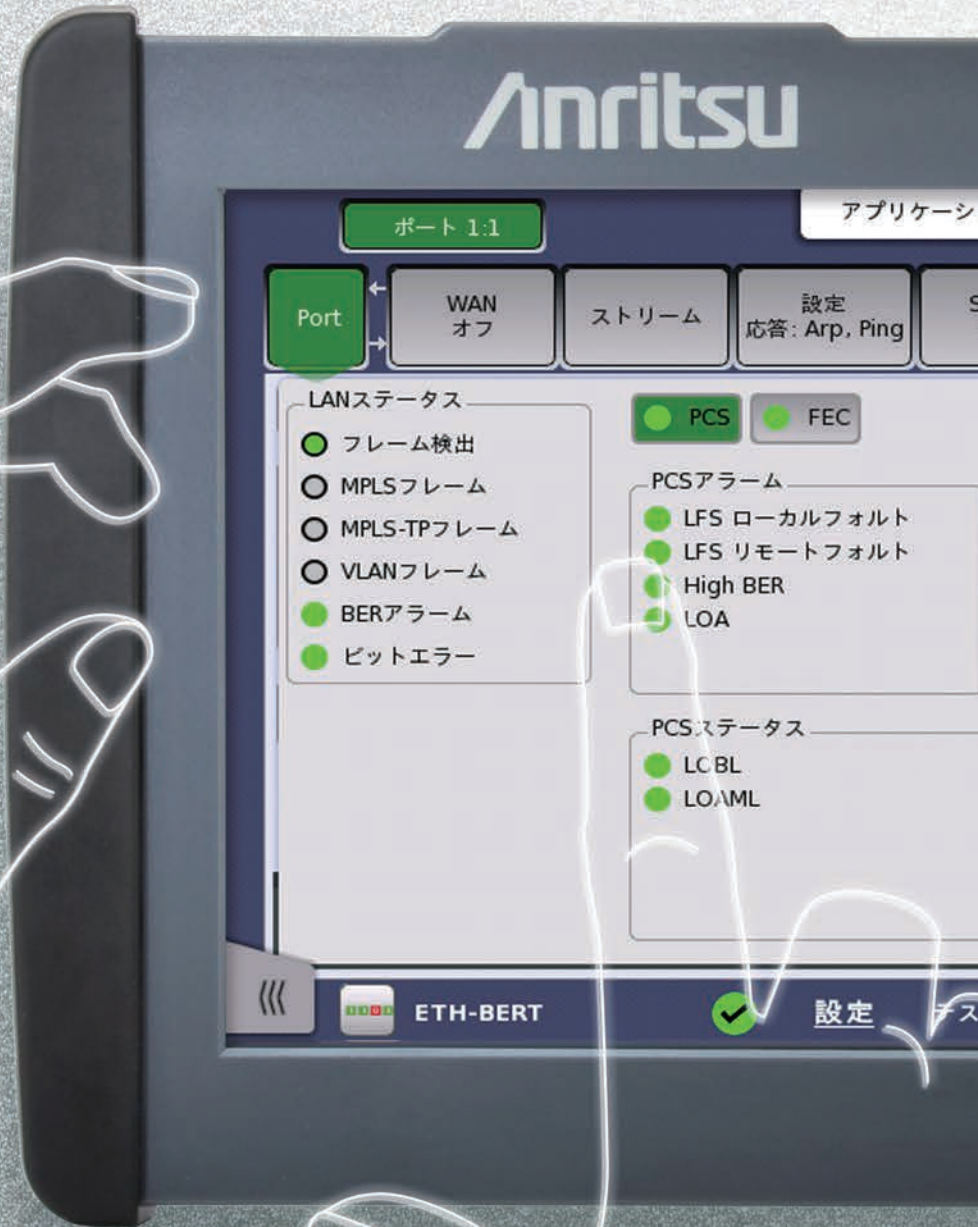 Anritsu
ポート 1:1
アプリケーシ
Port
WAN
オフ
ストリーム
設定
応答: Arp, Ping
S
LANステータス
フレーム検出
MPLSフレーム
MPLS-TPフレーム
VLANフレーム
BERアラーム
ビットエラー
PCS
FEC
PCSアラーム
LFS ローカルフォルト
LFS リモートフォルト
High BER
LOA
PCSステータス
LOBL
LOAML
ETH-BERT
設定
テス